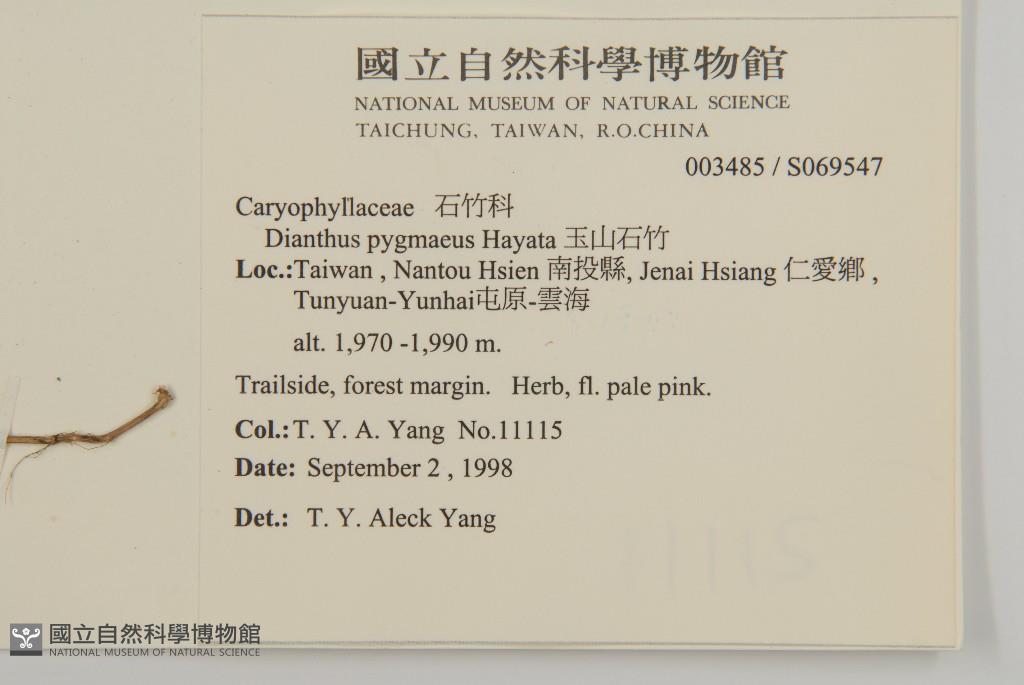 國立自然科學博物館
NATIONAL MUSEUM OF NATURAL SCIENCE
TAICHUNG, TAIWAN, R.O.CHINA
003485 / S069547
Caryophyllaceae 石竹科
Dianthus pygmaeus Hayata 玉山石竹
Loc.:Taiwan , Nantou Hsien 南投縣, Jenai Hsiang 仁愛鄉 ,
Tunyuan-Yunhai屯原-雲海
alt. 1,970 -1,990 m.
Trailside, forest margin. Herb, fl. pale pink.
Col.:T. Y. A. Yang No.11115
Date: September 2 , 1998
Det.: T. Y. Aleck Yang
國立自然科學博物館
NATIONAL MUSEUM OF NATURAL SCIENCE